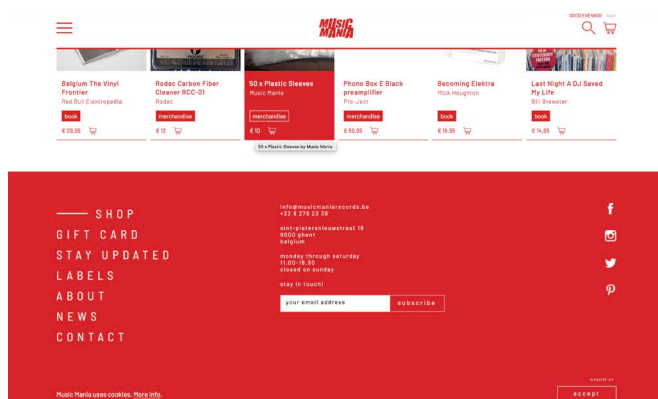 MUSIC
MANIA
GOOD EVENING!
Belgium The Vinyl
Frontier
Red Bull Elektropedia
book
€ 29,95
Rodec Carbon Fiber
Cleaner RCC-01
Rodec
merchandise
€ 12
50 x Plastic Sleeves
Music Mania
merchandise
€ 10
50 x Plastic Sleeves by Music Mania
Phono Box E Black
preamplifier
Pro-Ject
merchandise
€ 59,95
Becoming Elektra
Mick Houghton
book
€ 16,95
Last Night A DJ Saved
My Life
Bill Brewster
book
€ 14,95
SHOP
GIFT CARD
STAY UPDATED
LABELS
ABOUT
NEWS
CONTACT
info@musicmaniarecords.be
+32 9 278 23 38
sint-pietersnieuwstraat 19
9000 ghent
belgium
monday through saturday
11.00-18.30
closed on sunday
stay in touch!
your email address
subscribe
Music Mania uses cookies. More info.
accept